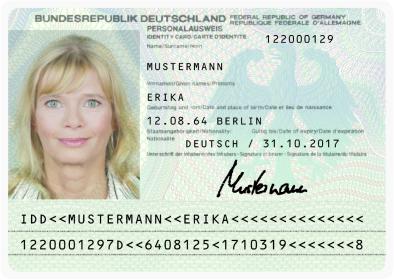 BUNDESREPUBLIK DEUTSCHLAND FEDERAL REPUBLIC OF GERMANY
REPUBLIQUE FEDERALE D'ALLEMAGNE
PERSONALAUSWEIS
IDENTITY CARD/CARTE D'IDENTITE 122000129
Name/Surname/Nom
MUSTERMANN
Vornamen/Given names/Prénoms
ERIKA
Geburtstag und -ort/Date and place of birth/Date et lieu de naissance
12.08.64 BERLIN
Staatsangehörigkeit/Nationality/ Gültig bis/Date of expiry/Date d'expiration
Nationalité
DEUTSCH / 31.10.2017
Unterschrift der Inhaberin/des Inhabers - Signature of bearer - Signature de la titulaire/du titulaire
Mustermann
IDD<<MUSTERMANN<<ERIKA<<<<<<<<<<<<<<
1220001297D<<6408125<1710319<<<<<<<8